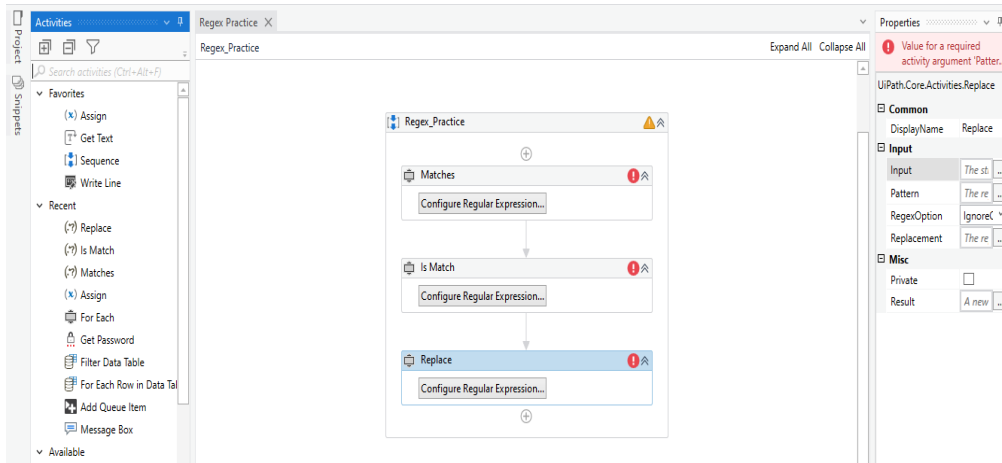 Project
Snippets
Activities
Search activities (Ctrl+Alt+F)
Favorites
Assign
Get Text
Sequence
Write Line
Recent
Replace
Is Match
Matches
Assign
For Each
Get Password
Filter Data Table
For Each Row in Data Tal
Add Queue Item
Message Box
Available
Regex Practice
Regex_Practice
Expand All Collapse All
Regex_Practice
Matches
Configure Regular Expression...
Is Match
Configure Regular Expression...
Replace
Configure Regular Expression...
Properties
Value for a required
activity argument 'Patter...
UiPath.Core.Activities.Replace
Common
DisplayName Replace
Input
Input The st ...
Pattern The re ...
RegexOption IgnoreC
Replacement The re ...
Misc
Private
Result A new ...